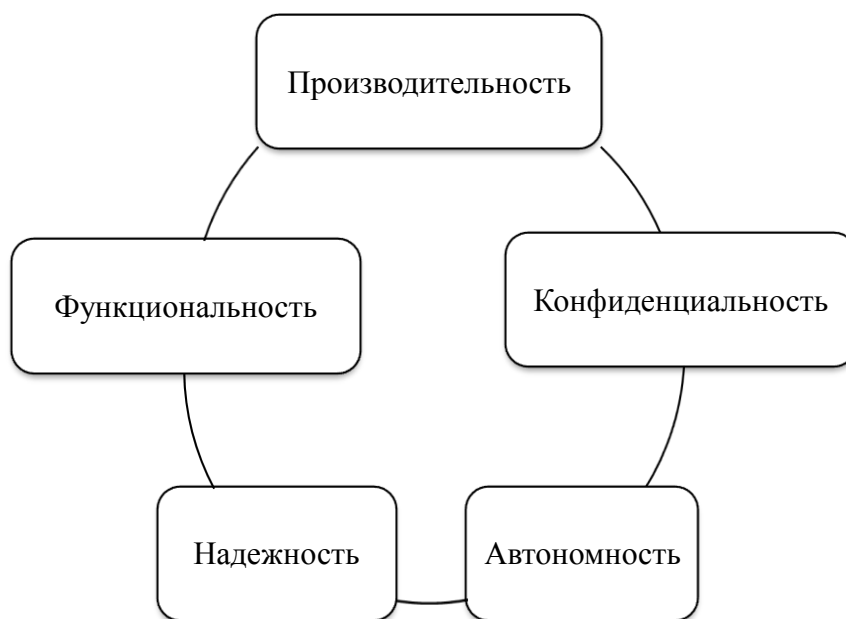 Производительность
Функциональность
Конфиденциальность
Надежность
Автономность